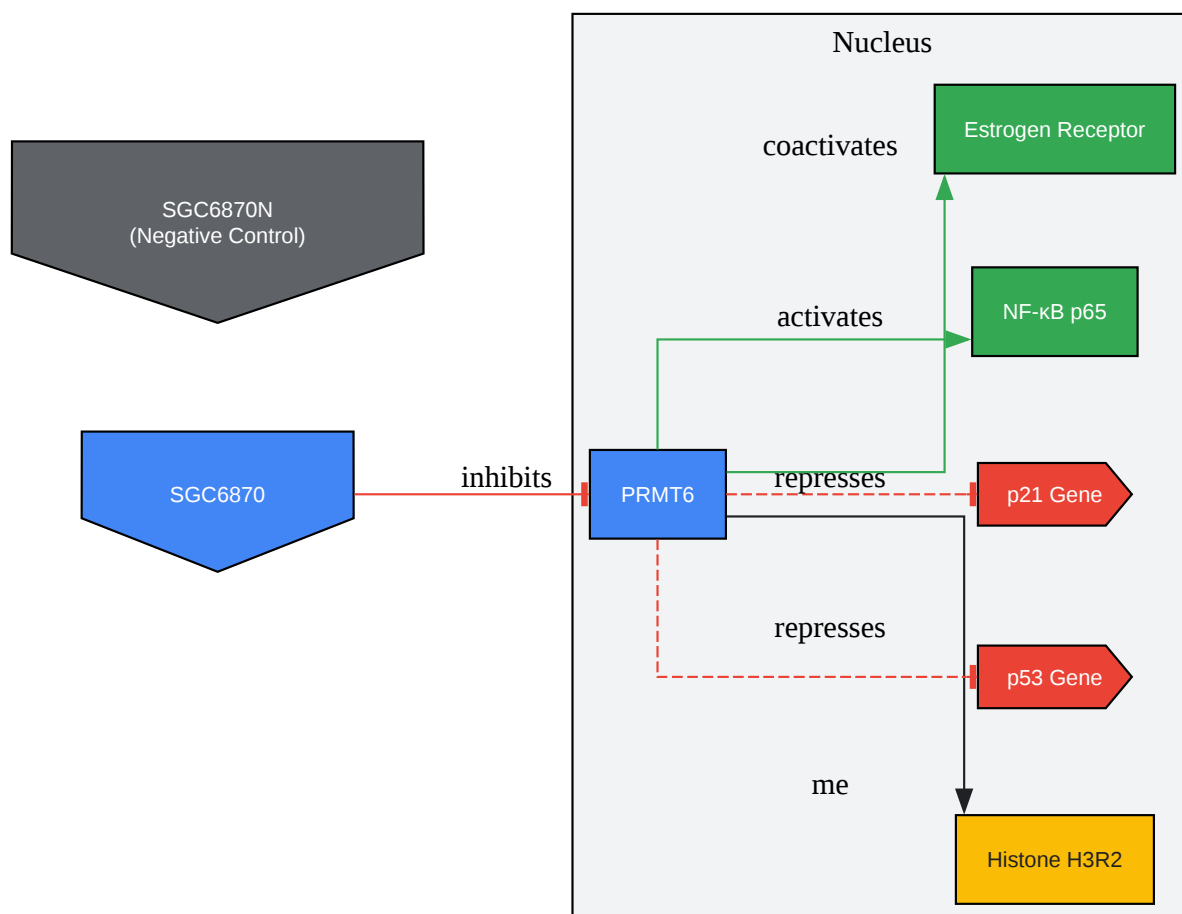 Nucleus
Estrogen Receptor
coactivates
SGC6870N
(Negative Control)
NF-κB p65
activates
SGC6870
inhibits
PRMT6
represses
p21 Gene
represses
p53 Gene
me
Histone H3R2